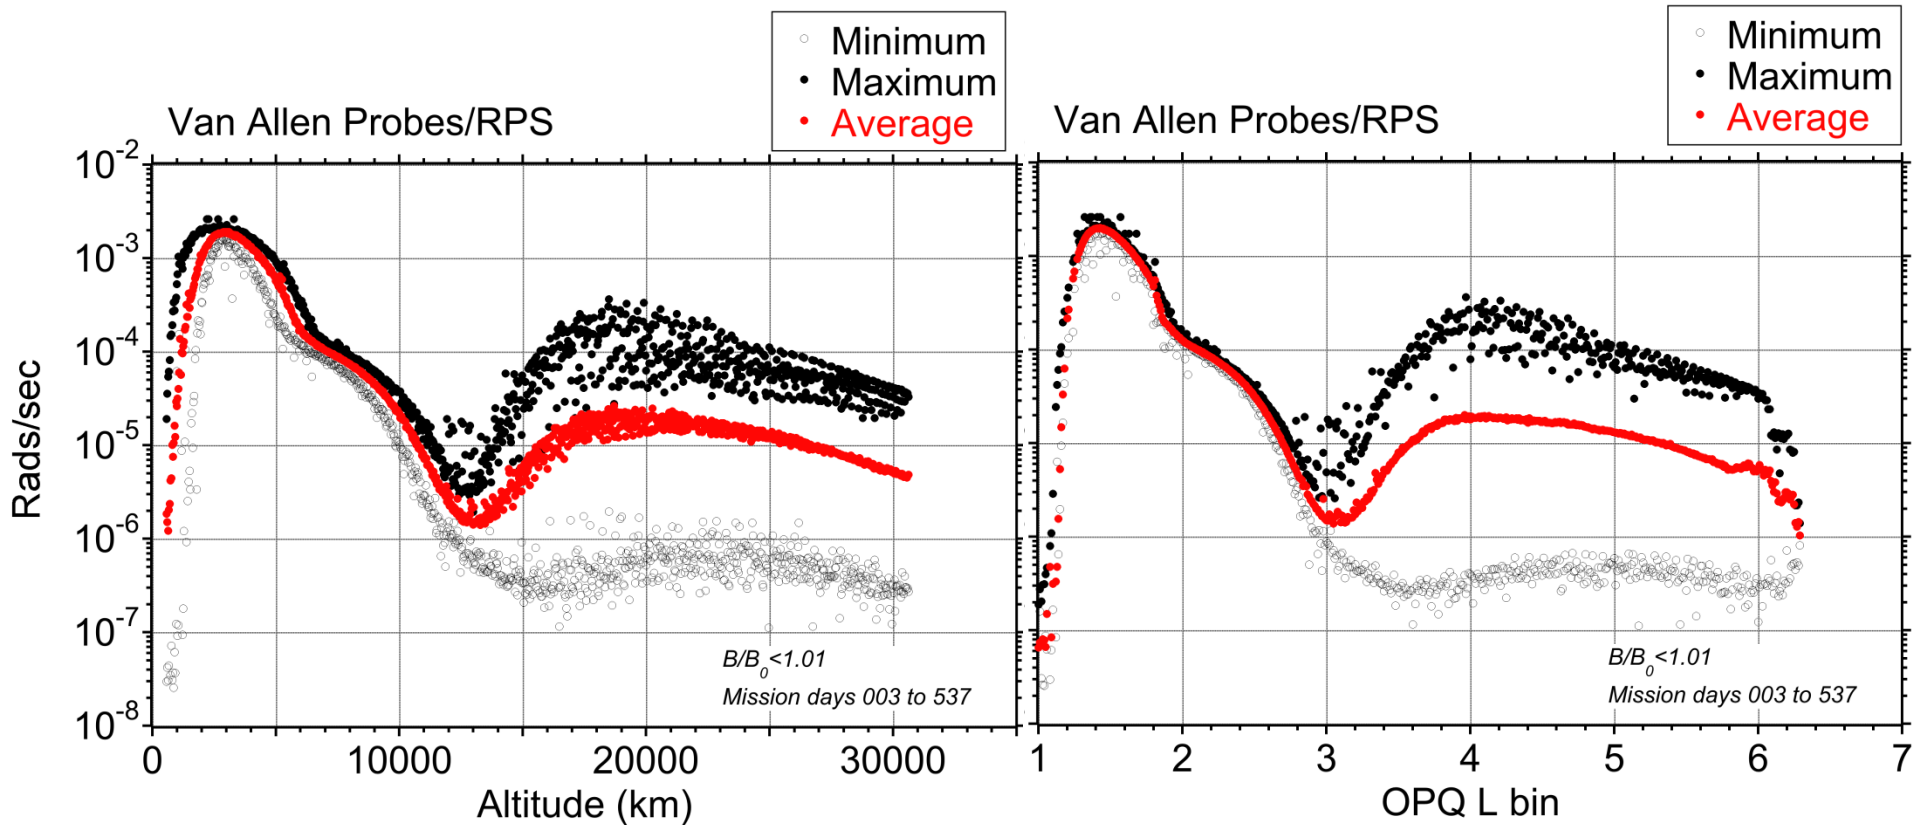 Minimum
Maximum
Average
Van Allen Probes/RPS
10-2
10-3
10-4
10-5
10-6
10-7
10-8
Rads/sec
B/B0<1.01
Mission days 003 to 537
0 10000 20000 30000
Altitude (km)
Minimum
Maximum
Average
Van Allen Probes/RPS
B/B0<1.01
Mission days 003 to 537
1 2 3 4 5 6 7
OPQ L bin